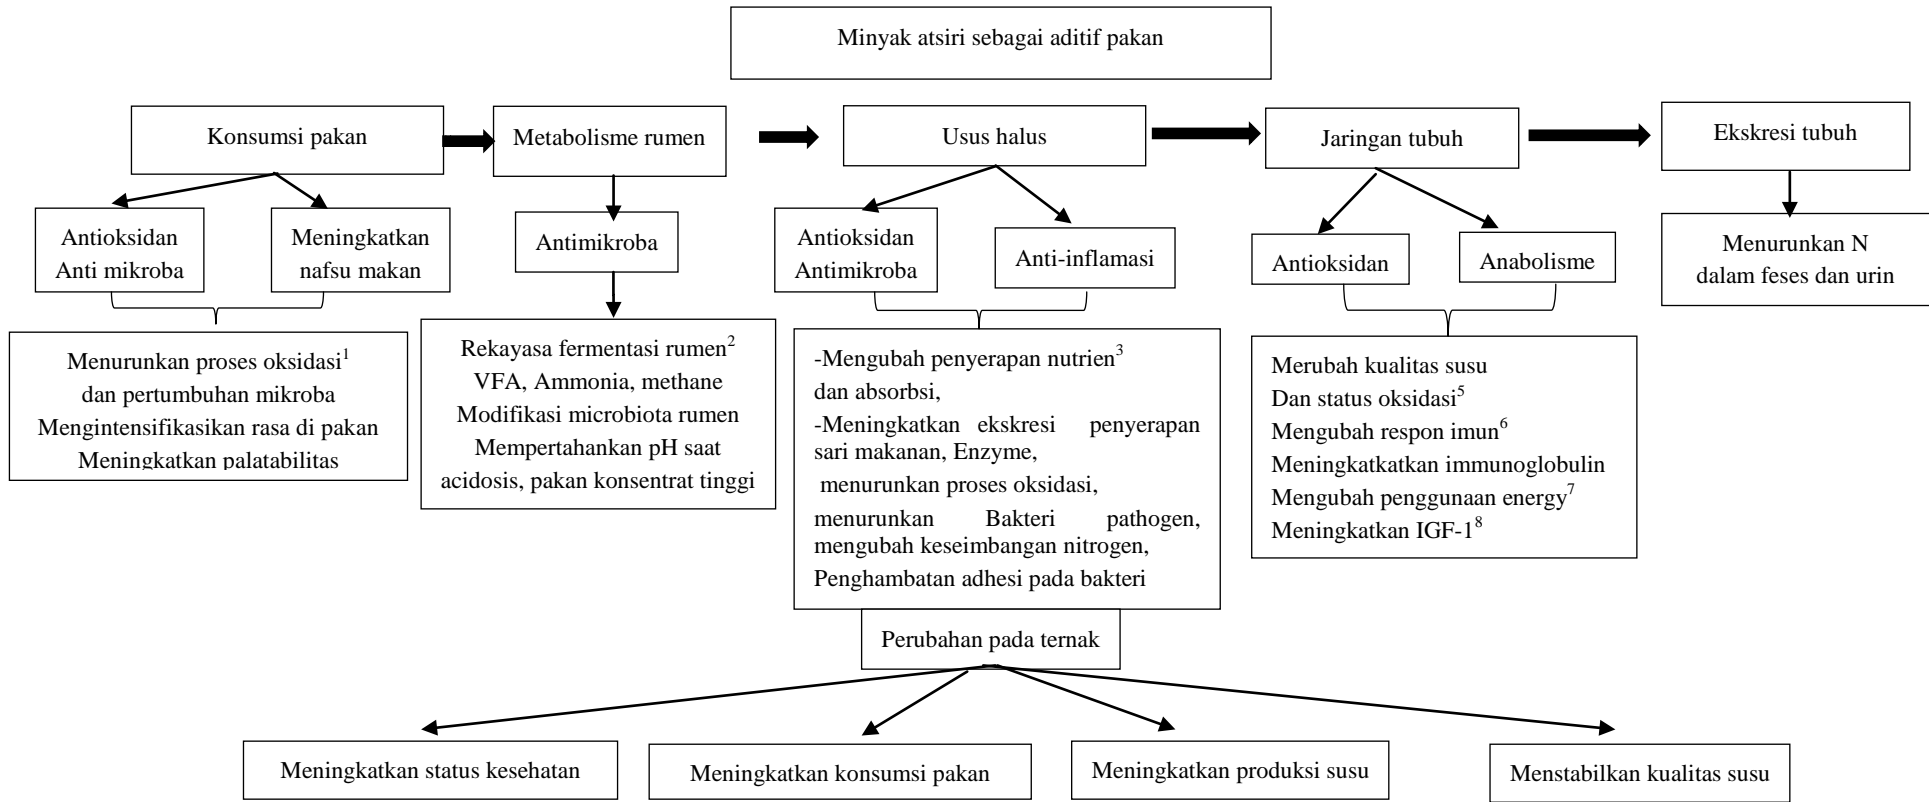 Minyak atsiri sebagai aditif pakan
Konsumsi pakan
Metabolisme rumen
Usus halus
Jaringan tubuh
Ekskresi tubuh
Antioksidan
Anti mikroba
Meningkatkan
nafsu makan
Antimikroba
Antioksidan
Antimikroba
Anti-inflamasi
Antioksidan
Anabolisme
Menurunkan N
dalam feses dan urin
Menurunkan proses oksidasi¹
dan pertumbuhan mikroba
Mengintensifikasikan rasa di pakan
Meningkatkan palatabilitas
Rekayasa fermentasi rumen²
VFA, Ammonia, methane
Modifikasi microbiota rumen
Mempertahankan pH saat
acidosis, pakan konsentrat tinggi
-Mengubah penyerapan nutrien³
dan absorbsi,
-Meningkatkan ekskresi penyerapan
sari makanan, Enzyme,
menurunkan proses oksidasi,
menurunkan Bakteri pathogen,
mengubah keseimbangan nitrogen,
Penghambatan adhesi pada bakteri
Merubah kualitas susu
Dan status oksidasi⁵
Mengubah respon imun⁶
Meningkatkatkan immunoglobulin
Mengubah penggunaan energy⁷
Meningkatkan IGF-1⁸
Perubahan pada ternak
Meningkatkan status kesehatan
Meningkatkan konsumsi pakan
Meningkatkan produksi susu
Menstabilkan kualitas susu